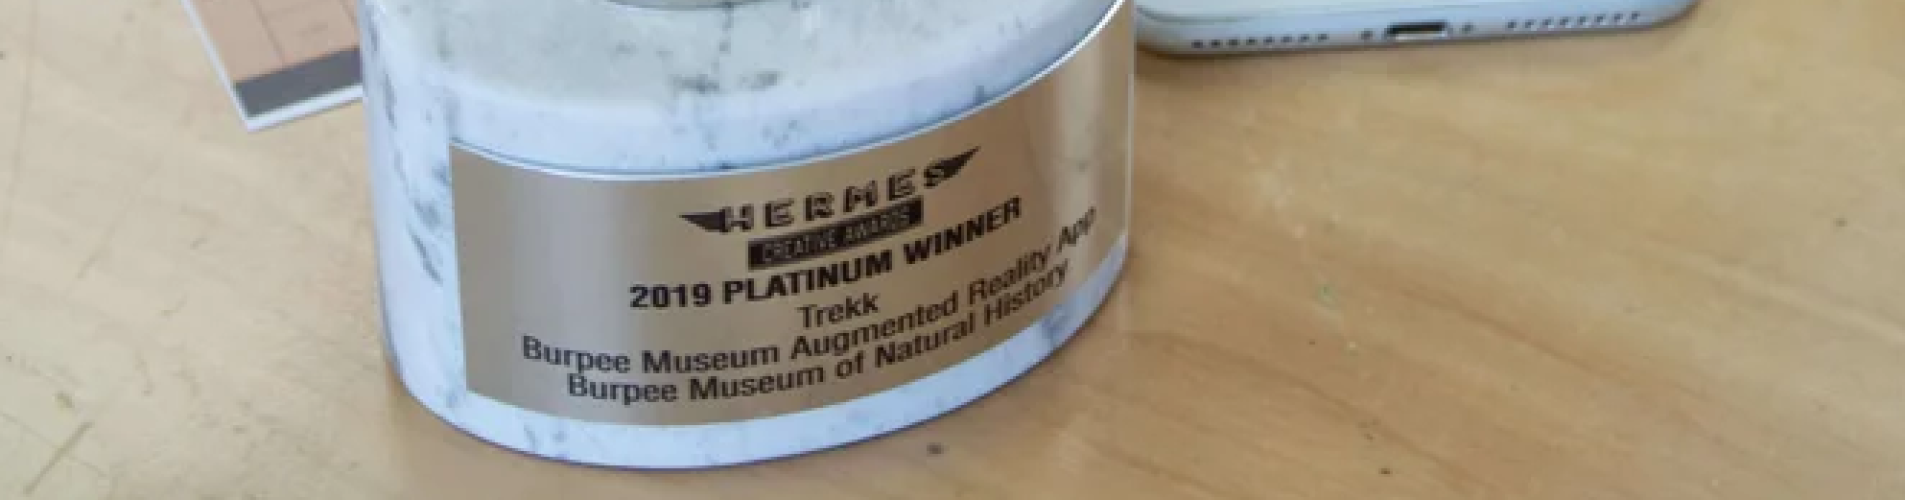 HERMES
CREATIVE AWARDS
2019 PLATINUM WINNER
Trekk
Burpee Museum Augmented Reality App
Burpee Museum of Natural History